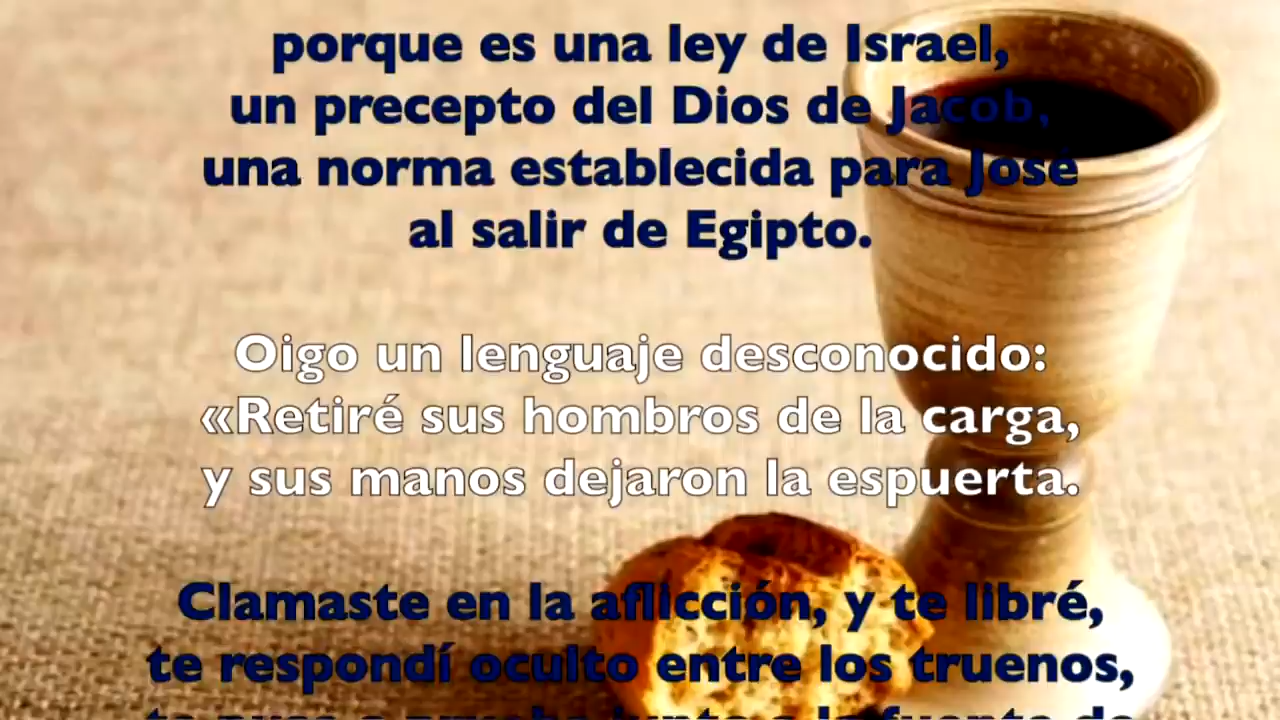 porque es una ley de Israel,
un precepto del Dios de Jacob,
una norma establecida para José
al salir de Egipto.
Oigo un lenguaje desconocido:
«Retiré sus hombros de la carga,
y sus manos dejaron la espuerta.
Clamaste en la aflicción, y te libré,
te respondí oculto entre los truenos,